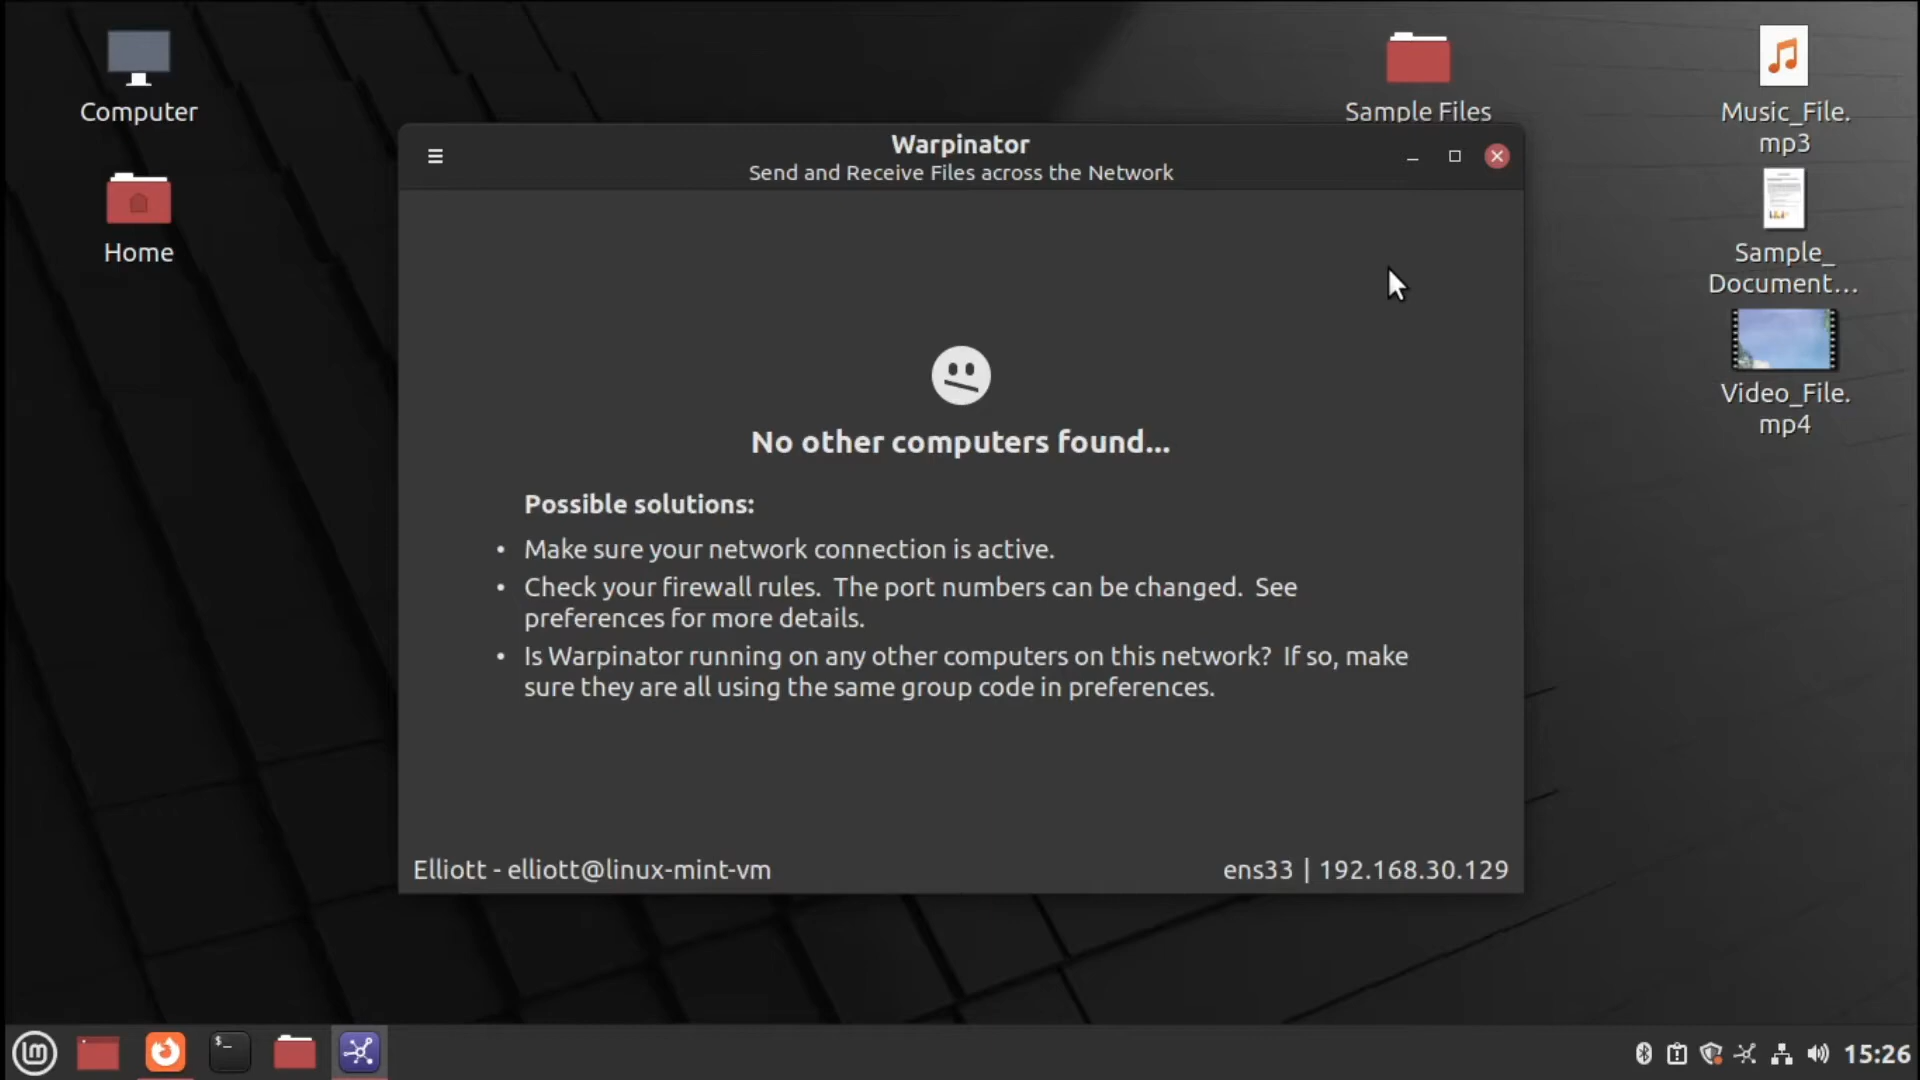 Computer
Home
Sample Files
Music_File.
mp3
Sample_
Document...
Video_File.
mp4
Warpinator
Send and Receive Files across the Network
No other computers found...
Possible solutions:
• Make sure your network connection is active.
• Check your firewall rules.  The port numbers can be changed.  See
preferences for more details.
• Is Warpinator running on any other computers on this network?  If so, make
sure they are all using the same group code in preferences.
Elliott - elliott@linux-mint-vm
ens33 | 192.168.30.129
$_
15:26